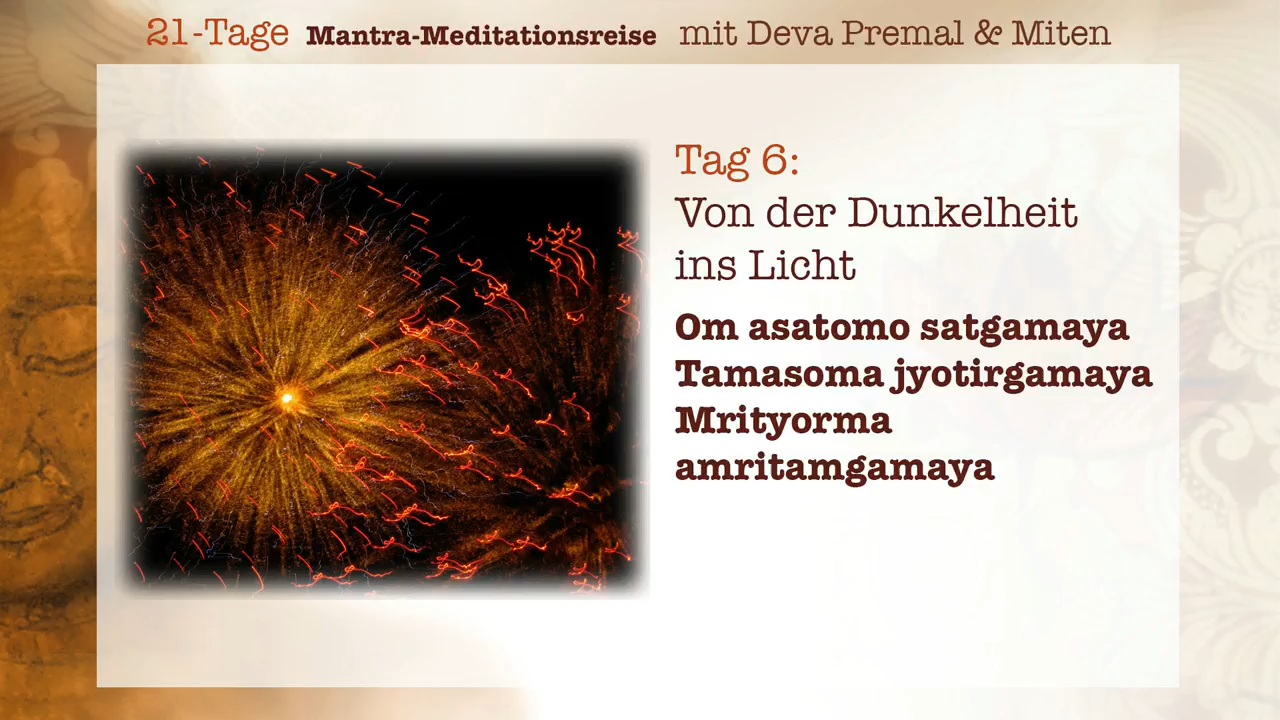 21-Tage Mantra-Meditationsreise mit Deva Premal & Miten
Tag 6:
Von der Dunkelheit
ins Licht
Om asatomo satgamaya
Tamasoma jyotirgamaya
Mrityorma
amritamgamaya